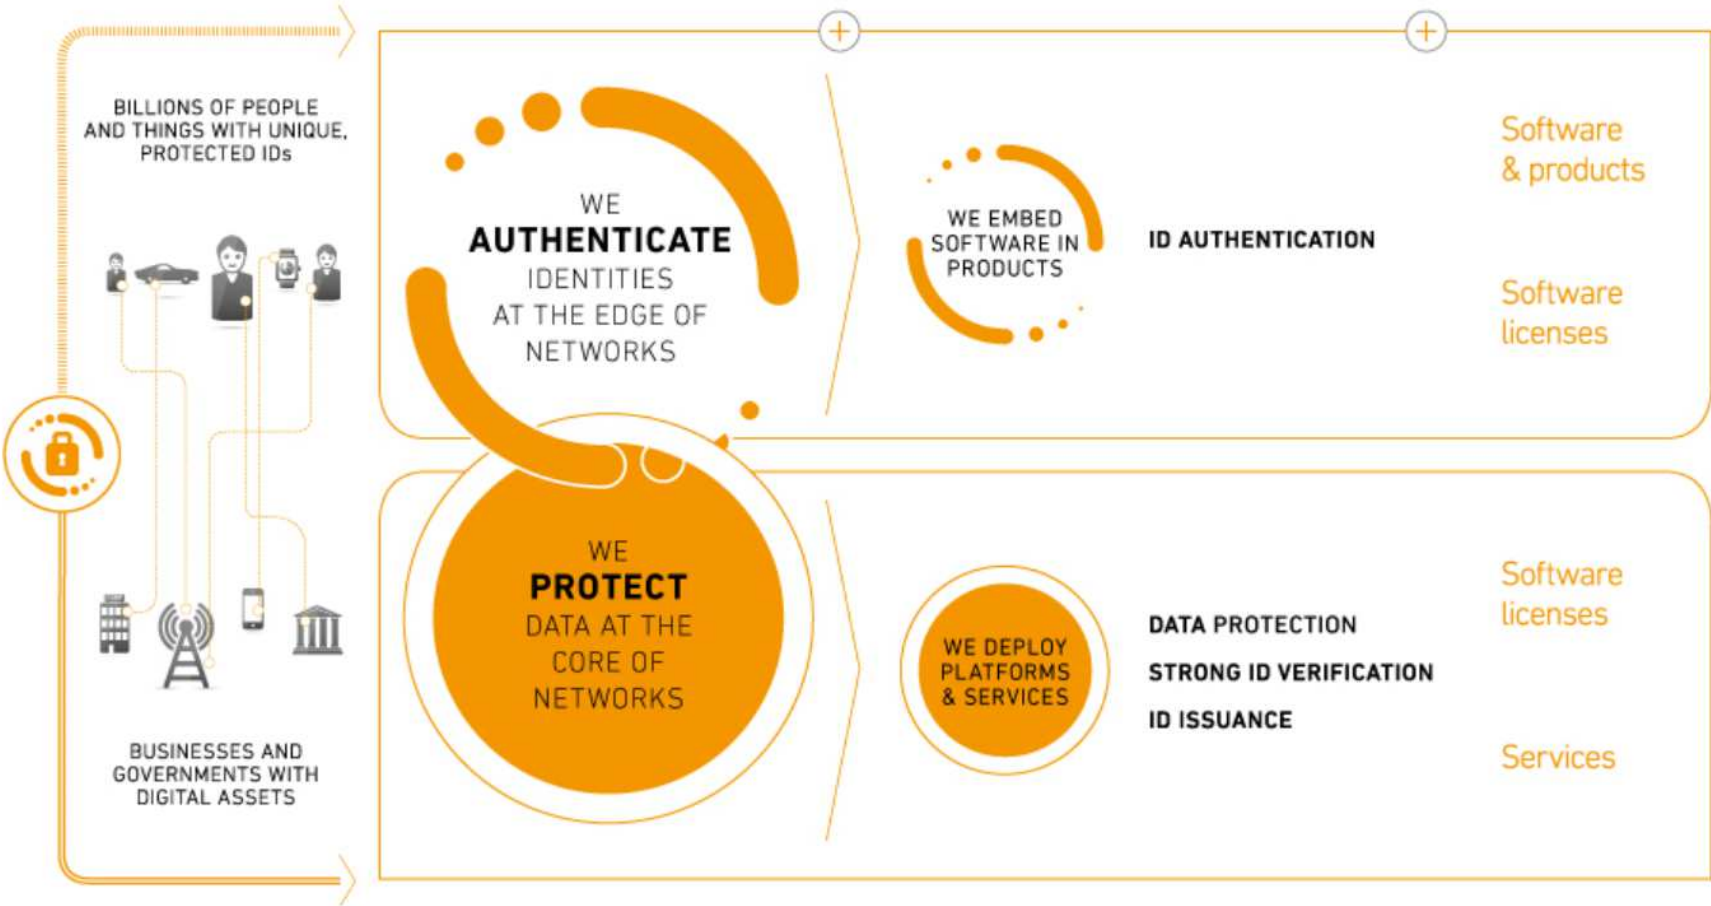 BILLIONS OF PEOPLE
AND THINGS WITH UNIQUE,
PROTECTED IDs
WE
AUTHENTICATE
IDENTITIES
AT THE EDGE OF
NETWORKS
WE EMBED
SOFTWARE IN
PRODUCTS
ID AUTHENTICATION
Software
& products
Software
licenses
BUSINESSES AND
GOVERNMENTS WITH
DIGITAL ASSETS
WE
PROTECT
DATA AT THE
CORE OF
NETWORKS
WE DEPLOY
PLATFORMS
& SERVICES
DATA PROTECTION
STRONG ID VERIFICATION
ID ISSUANCE
Software
licenses
Services